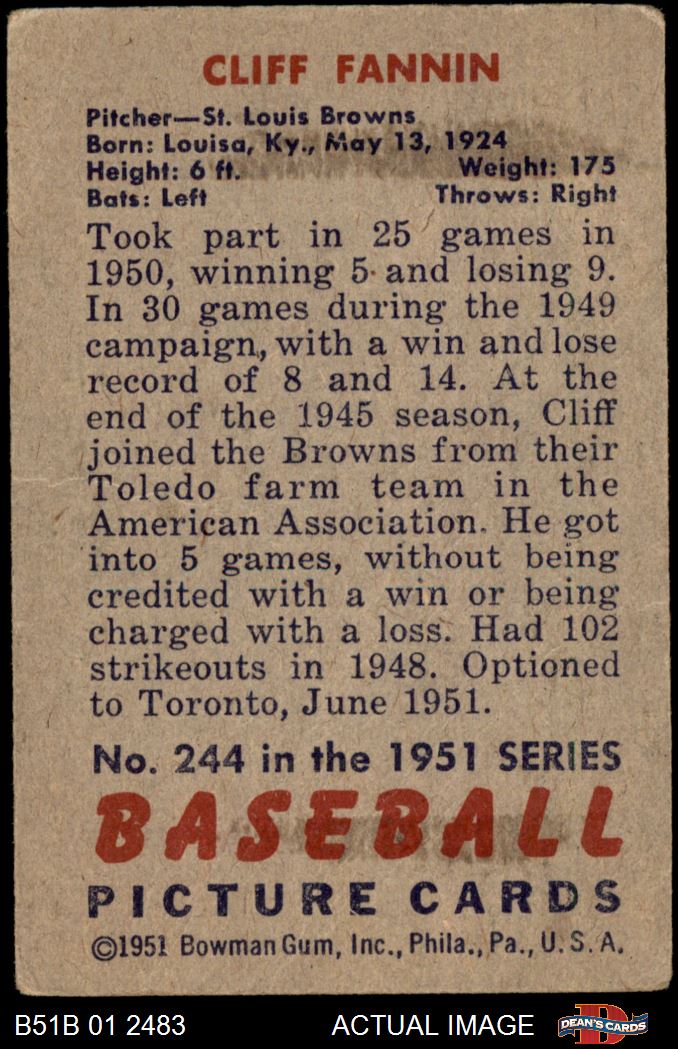 CLIFF FANNIN
Pitcher—St. Louis Browns
Born: Louisa, Ky., May 13, 1924
Height: 6 ft. Weight: 175
Bats: Left Throws: Right
Took part in 25 games in
1950, winning 5 and losing 9.
In 30 games during the 1949
campaign, with a win and lose
record of 8 and 14. At the
end of the 1945 season, Cliff
joined the Browns from their
Toledo farm team in the
American Association. He got
into 5 games, without being
credited with a win or being
charged with a loss. Had 102
strikeouts in 1948. Optioned
to Toronto, June 1951.
No. 244 in the 1951 SERIES
BASEBALL
PICTURE CARDS
©1951 Bowman Gum, Inc., Phila., Pa., U.S.A.
B51B 01 2483 ACTUAL IMAGE D DEAN'S CARDS